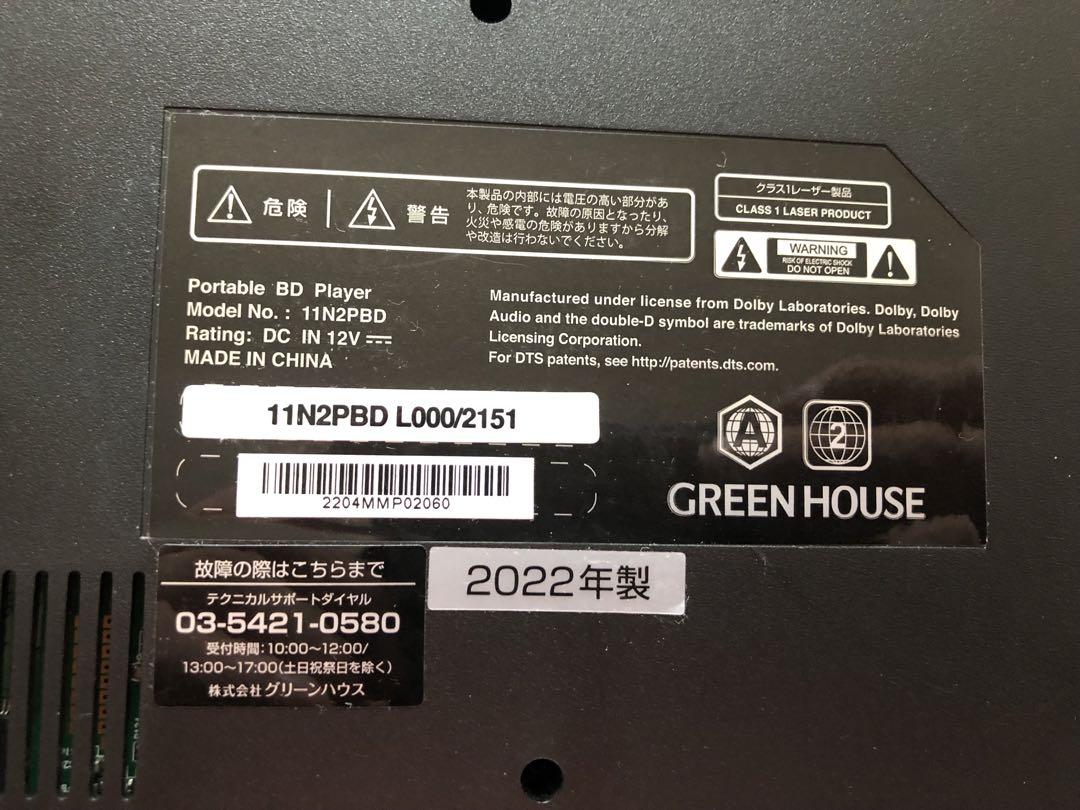 危険
警告
本製品の内部には電圧の高い部分があ
り、危険です。故障の原因となったり、
火災や感電の危険がありますから分解
や改造は行わないでください。
クラス1レーザー製品
CLASS 1 LASER PRODUCT
WARNING
RISK OF ELECTRIC SHOCK
DO NOT OPEN
Portable BD Player
Model No. : 11N2PBD
Rating: DC IN 12V
MADE IN CHINA
Manufactured under license from Dolby Laboratories. Dolby, Dolby
Audio and the double-D symbol are trademarks of Dolby Laboratories
Licensing Corporation.
For DTS patents, see http://patents.dts.com.
11N2PBD L000/2151
2204MMP02060
A
2
GREEN HOUSE
故障の際はこちらまで
テクニカルサポートダイヤル
03-5421-0580
受付時間:10:00〜12:00/
13:00〜17:00(土日祝祭日を除く)
株式会社 グリーンハウス
2022年製